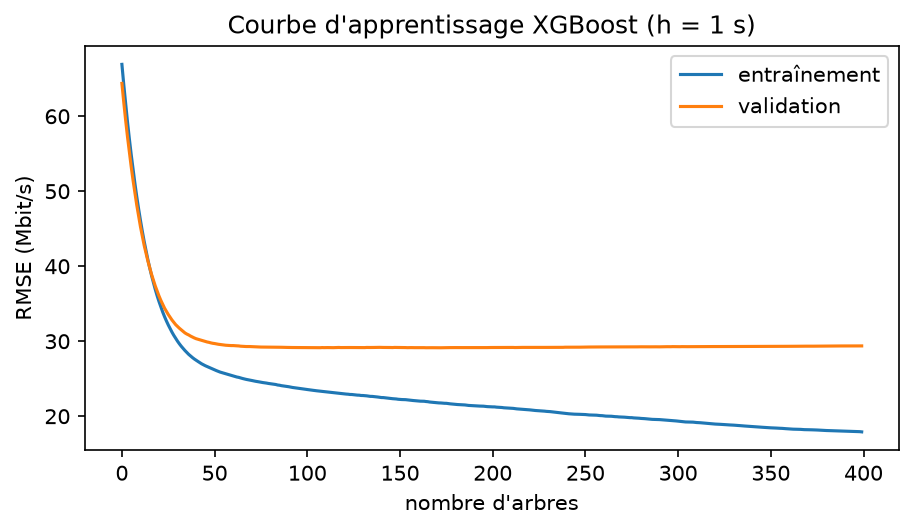 Courbe d'apprentissage XGBoost (h = 1 s)
entraînement
validation
RMSE (Mbit/s)
60
50
40
30
20
0 50 100 150 200 250 300 350 400
nombre d'arbres